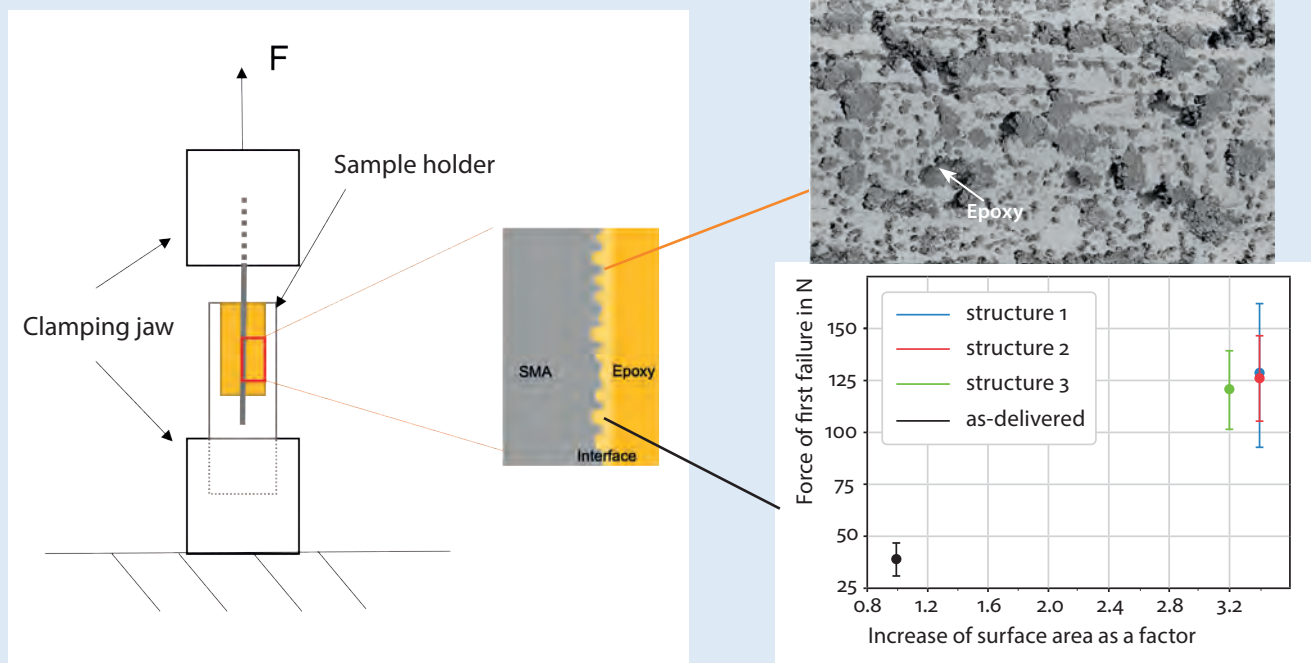 F
Sample holder
Clamping jaw
SMA
Epoxy
Interface
Epoxy
Force of first failure in N
structure 1
structure 2
structure 3
as-delivered
150
125
100
75
50
25
0.8
1.2
1.6
2.0
2.4
2.8
3.2
Increase of surface area as a factor